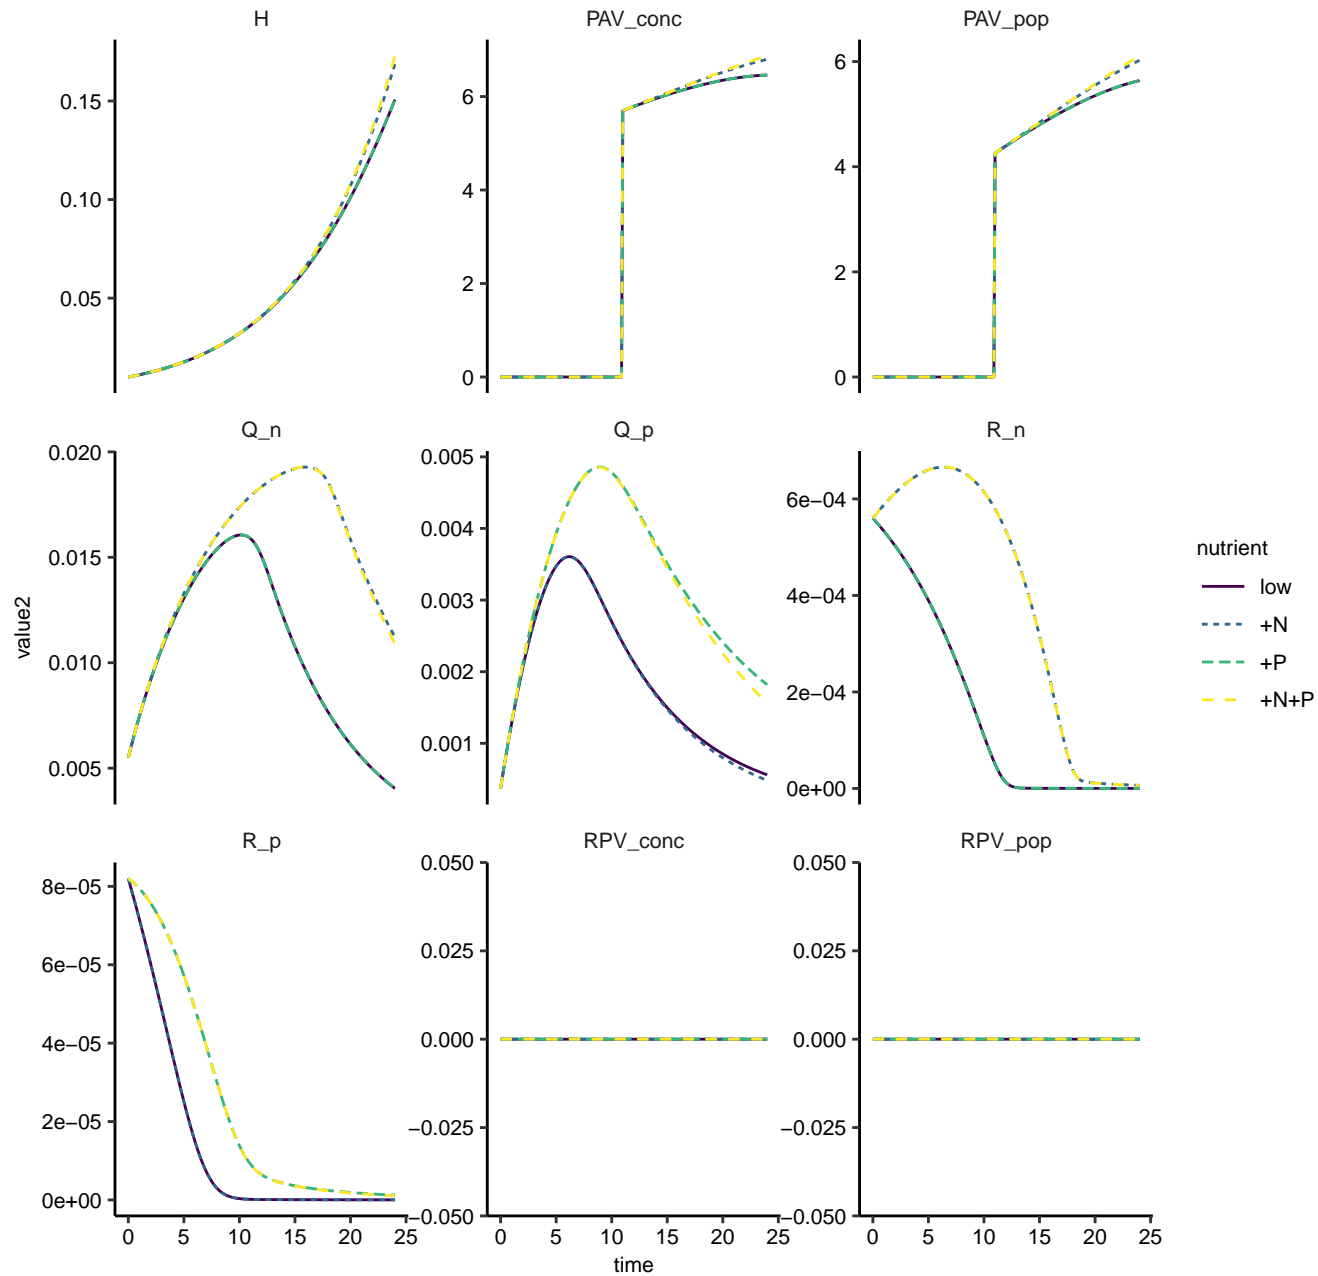 H
PAV_conc
PAV_pop
0.15
0.10
0.05
6
4
2
0
6
4
2
0
Q_n
Q_p
R_n
0.020
0.015
0.010
0.005
0.005
0.004
0.003
0.002
0.001
6e−04
4e−04
2e−04
0e+00
value2
nutrient
low
+N
+P
+N+P
R_p
RPV_conc
RPV_pop
8e−05
6e−05
4e−05
2e−05
0e+00
0.050
0.025
0.000
−0.025
−0.050
0.050
0.025
0.000
−0.025
−0.050
0 5 10 15 20 25
0 5 10 15 20 25
0 5 10 15 20 25
time